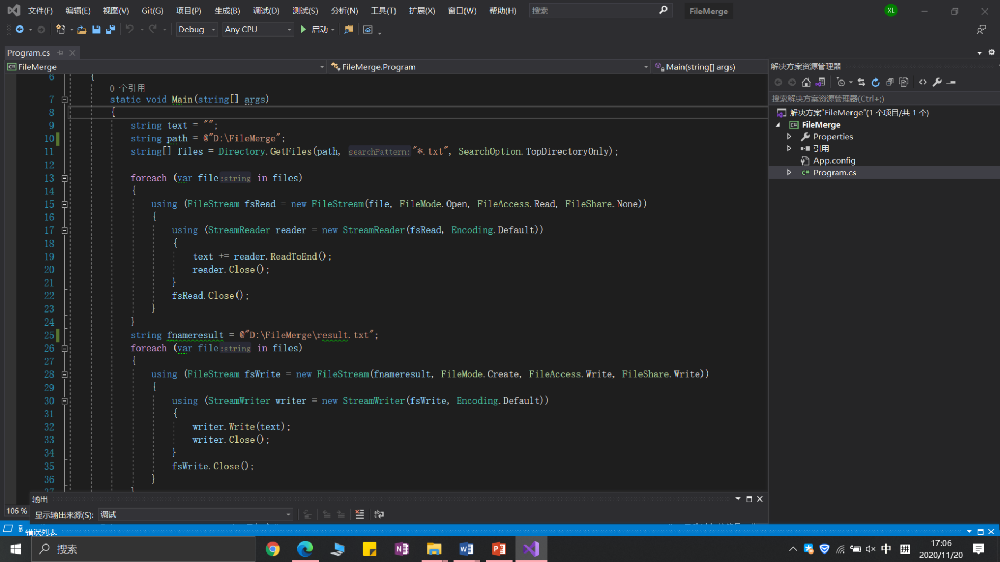 文件(F) 编辑(E) 视图(V) Git(G) 项目(P) 生成(B) 调试(D) 测试(S) 分析(N) 工具(T) 扩展(X) 窗口(W) 帮助(H) 搜索 FileMerge XL
Debug Any CPU 启动
Program.cs
FileMerge FileMerge.Program Main(string[] args)
6 {
0 个引用
7 static void Main(string[] args)
8 {
9 string text = "";
10 string path = @"D:\FileMerge";
11 string[] files = Directory.GetFiles(path, searchPattern:"*.txt", SearchOption.TopDirectoryOnly);
12
13 foreach (var file:string in files)
14 {
15 using (FileStream fsRead = new FileStream(file, FileMode.Open, FileAccess.Read, FileShare.None))
16 {
17 using (StreamReader reader = new StreamReader(fsRead, Encoding.Default))
18 {
19 text += reader.ReadToEnd();
20 reader.Close();
21 }
22 fsRead.Close();
23 }
24 }
25 string fnameresult = @"D:\FileMerge\result.txt";
26 foreach (var file:string in files)
27 {
28 using (FileStream fsWrite = new FileStream(fnameresult, FileMode.Create, FileAccess.Write, FileShare.Write))
29 {
30 using (StreamWriter writer = new StreamWriter(fsWrite, Encoding.Default))
31 {
32 writer.Write(text);
33 writer.Close();
34 }
35 fsWrite.Close();
36 }
106 %
输出
显示输出来源(S): 调试
错误列表
解决方案资源管理器
搜索解决方案资源管理器(Ctrl+;)
解决方案"FileMerge"(1 个项目/共 1 个)
FileMerge
Properties
引用
App.config
Program.cs
搜索
中 拼
17:06
2020/11/20